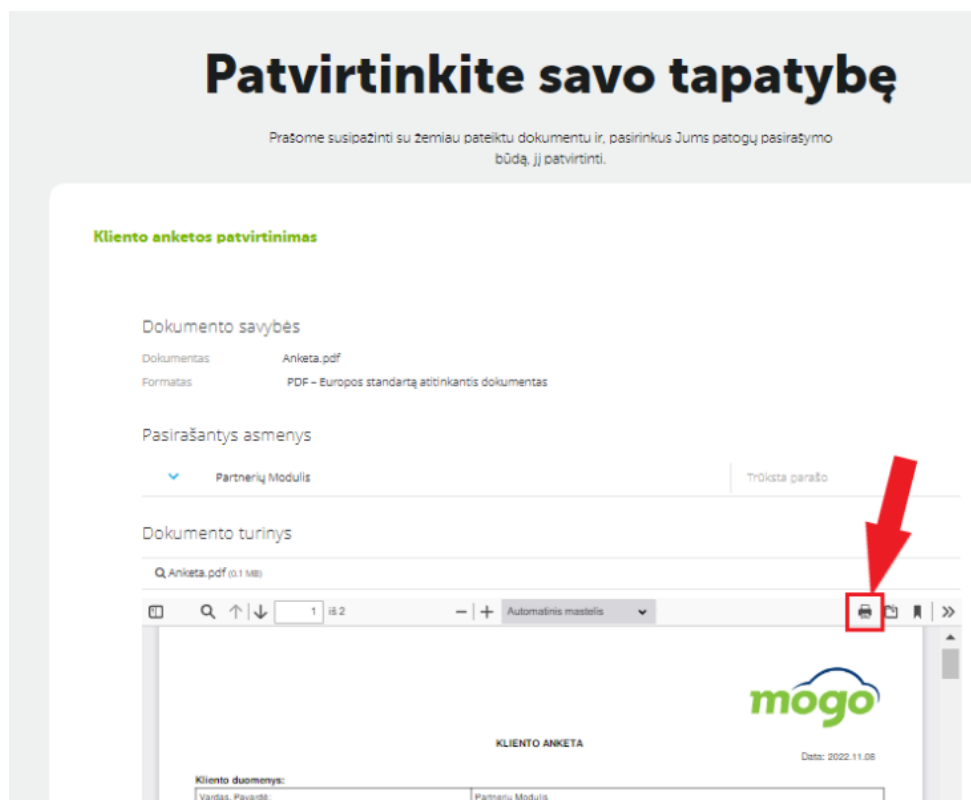 Patvirtinkite savo tapatybę
Prašome susipažinti su žemiau pateiktu dokumentu ir, pasirinkus Jums patogų pasirašymo
būdą, jį patvirtinti.
Kliento anketos patvirtinimas
Dokumento savybės
Dokumentas Anketa.pdf
Formatas PDF – Europos standartą atitinkantis dokumentas
Pasirašantys asmenys
Partnerių Modulis Trūksta parašo
Dokumento turinys
Anketa.pdf (0.1 MB)
1 iš 2 Automatinis mastelis
mogo
KLIENTO ANKETA
Data: 2022.11.08
Kliento duomenys:
Vardas, Pavardė: Partnerių Modulis